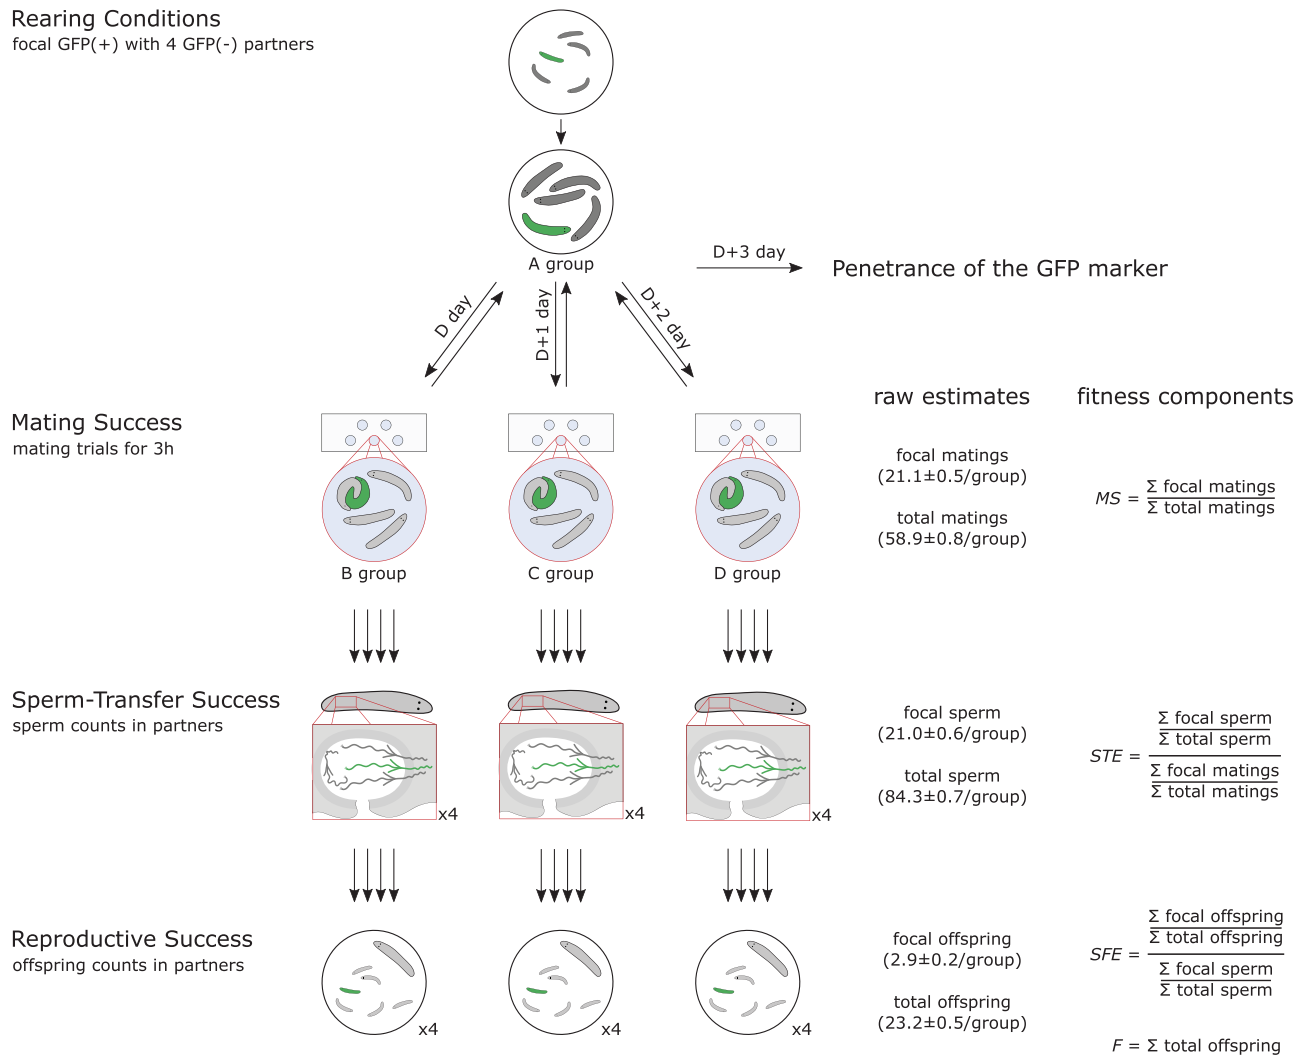 Rearing Conditions
focal GFP(+) with 4 GFP(-) partners
A group
D+3 day
Penetrance of the GFP marker
D day
D+1 day
D+2 day
raw estimates
fitness components
Mating Success
mating trials for 3h
focal matings
(21.1±0.5/group)
total matings
(58.9±0.8/group)
MS = Σ focal matings
Σ total matings
B group
C group
D group
Sperm-Transfer Success
sperm counts in partners
x4
x4
x4
focal sperm
(21.0±0.6/group)
total sperm
(84.3±0.7/group)
Σ focal sperm
Σ total sperm
STE =
Σ focal matings
Σ total matings
Reproductive Success
offspring counts in partners
x4
x4
x4
focal offspring
(2.9±0.2/group)
total offspring
(23.2±0.5/group)
Σ focal offspring
Σ total offspring
SFE =
Σ focal sperm
Σ total sperm
F = Σ total offspring